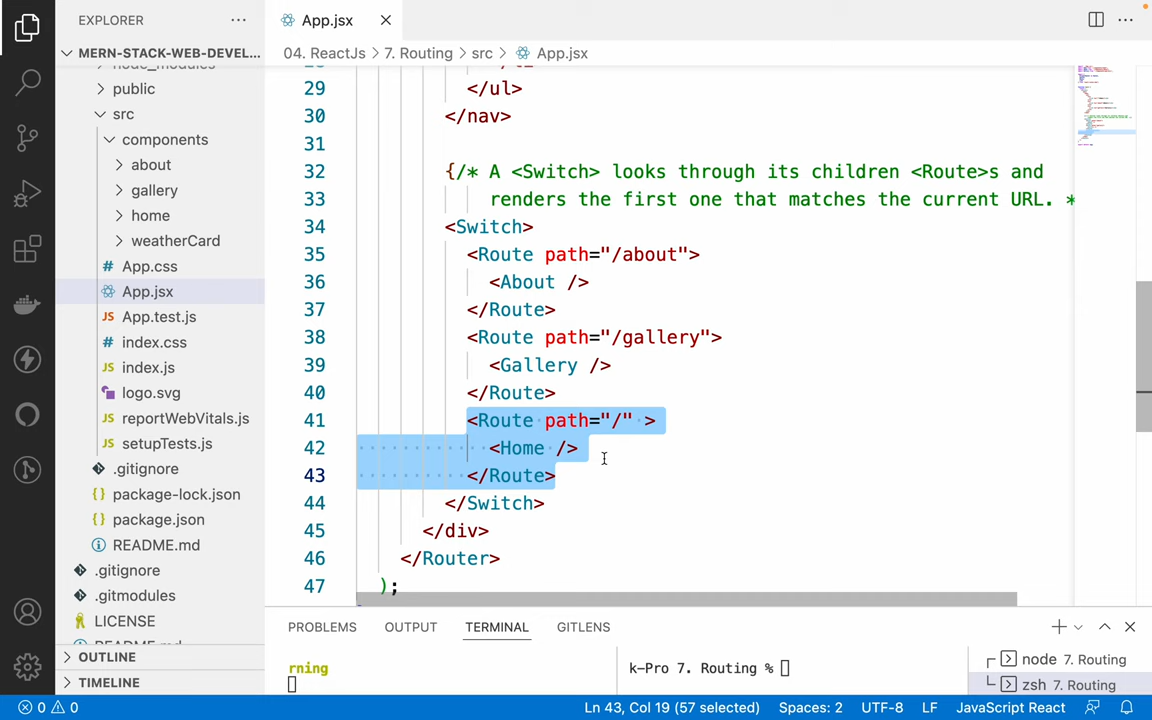 EXPLORER
App.jsx
MERN-STACK-WEB-DEVEL...
04. ReactJs > 7. Routing > src > App.jsx
node_modules
public
src
components
about
gallery
home
weatherCard
App.css
App.jsx
App.test.js
index.css
index.js
logo.svg
reportWebVitals.js
setupTests.js
.gitignore
package-lock.json
package.json
README.md
.gitignore
.gitmodules
LICENSE
README.md
OUTLINE
TIMELINE
29 </ul>
30 </nav>
31
32 {/* A <Switch> looks through its children <Route>s and
33 renders the first one that matches the current URL. *
34 <Switch>
35 <Route path="/about">
36 <About />
37 </Route>
38 <Route path="/gallery">
39 <Gallery />
40 </Route>
41 <Route path="/" >
42 <Home />
43 </Route>
44 </Switch>
45 </div>
46 </Router>
47 );
PROBLEMS OUTPUT TERMINAL GITLENS
rning
k-Pro 7. Routing %
node 7. Routing
zsh 7. Routing
0 0
Ln 43, Col 19 (57 selected) Spaces: 2 UTF-8 LF JavaScript React